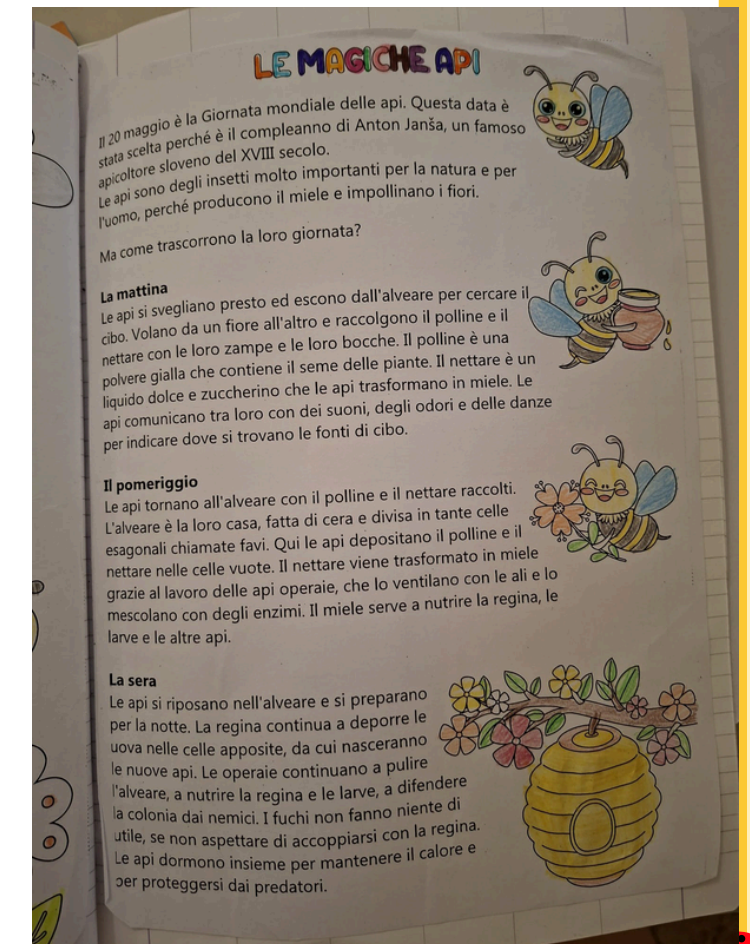 LE MAGICHE API
Il 20 maggio è la Giornata mondiale delle api. Questa data è
stata scelta perché è il compleanno di Anton Janša, un famoso
apicoltore sloveno del XVIII secolo.
Le api sono degli insetti molto importanti per la natura e per
l'uomo, perché producono il miele e impollinano i fiori.
Ma come trascorrono la loro giornata?
La mattina
Le api si svegliano presto ed escono dall'alveare per cercare il
cibo. Volano da un fiore all'altro e raccolgono il polline e il
nettare con le loro zampe e le loro bocche. Il polline è una
polvere gialla che contiene il seme delle piante. Il nettare è un
liquido dolce e zuccherino che le api trasformano in miele. Le
api comunicano tra loro con dei suoni, degli odori e delle danze
per indicare dove si trovano le fonti di cibo.
Il pomeriggio
Le api tornano all'alveare con il polline e il nettare raccolti.
L'alveare è la loro casa, fatta di cera e divisa in tante celle
esagonali chiamate favi. Qui le api depositano il polline e il
nettare nelle celle vuote. Il nettare viene trasformato in miele
grazie al lavoro delle api operaie, che lo ventilano con le ali e lo
mescolano con degli enzimi. Il miele serve a nutrire la regina, le
larve e le altre api.
La sera
Le api si riposano nell'alveare e si preparano
per la notte. La regina continua a deporre le
uova nelle celle apposite, da cui nasceranno
le nuove api. Le operaie continuano a pulire
l'alveare, a nutrire la regina e le larve, a difendere
la colonia dai nemici. I fuchi non fanno niente di
utile, se non aspettare di accoppiarsi con la regina.
Le api dormono insieme per mantenere il calore e
per proteggersi dai predatori.